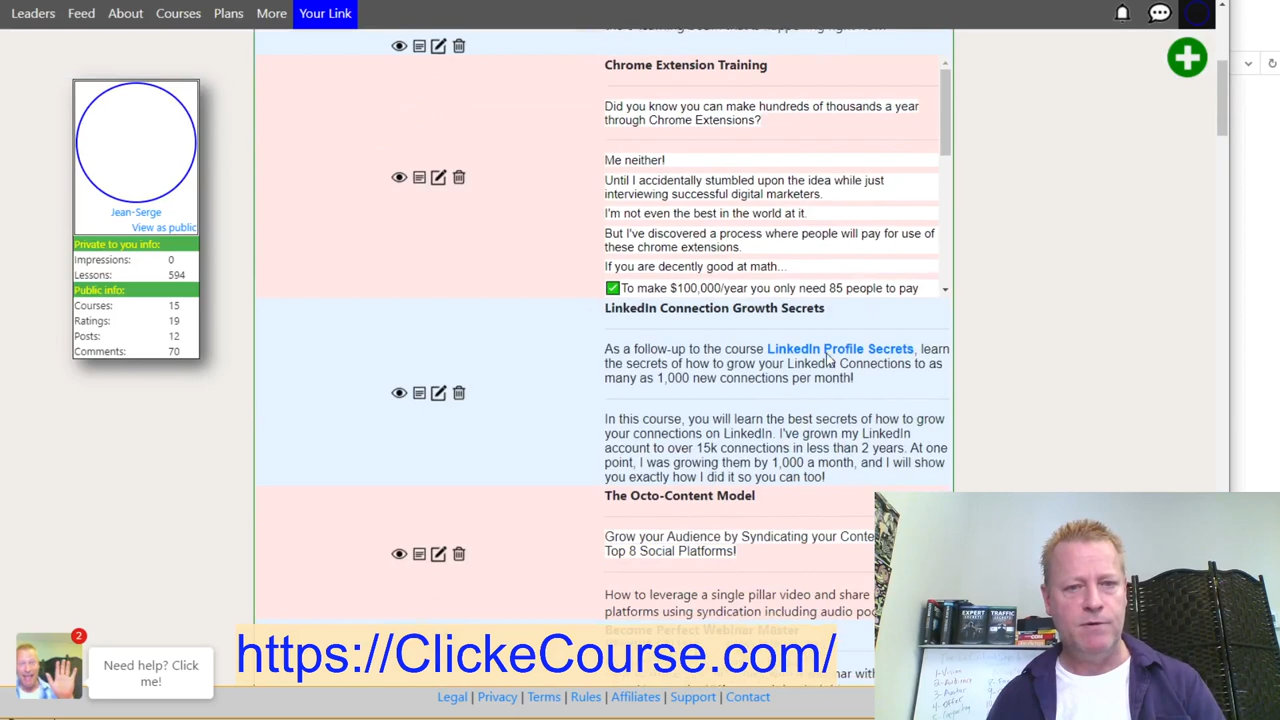 Leaders Feed About Courses Plans More Your Link
Chrome Extension Training
Did you know you can make hundreds of thousands a year
through Chrome Extensions?
Me neither!
Until I accidentally stumbled upon the idea while just
interviewing successful digital marketers.
I'm not even the best in the world at it.
But I've discovered a process where people will pay for use of
these chrome extensions.
If you are decently good at math...
✅To make $100,000/year you only need 85 people to pay
Jean-Serge
View as public
Private to you info:
Impressions: 0
Lessons: 594
Public info:
Courses: 15
Ratings: 19
Posts: 12
Comments: 70
LinkedIn Connection Growth Secrets
As a follow-up to the course LinkedIn Profile Secrets, learn
the secrets of how to grow your LinkedIn Connections to as
many as 1,000 new connections per month!
In this course, you will learn the best secrets of how to grow
your connections on LinkedIn. I've grown my LinkedIn
account to over 15k connections in less than 2 years. At one
point, I was growing them by 1,000 a month, and I will show
you exactly how I did it so you can too!
The Octo-Content Model
Grow your Audience by Syndicating your Conte
Top 8 Social Platforms!
How to leverage a single pillar video and share
platforms using syndication including audio poc
Become Perfect Webinar Master
2
Need help? Click
me!
https://ClickeCourse.com/
nar with
Legal | Privacy | Terms | Rules | Affiliates | Support | Contact
EXPERT
SECRETS
TRAFFIC
SECRETS